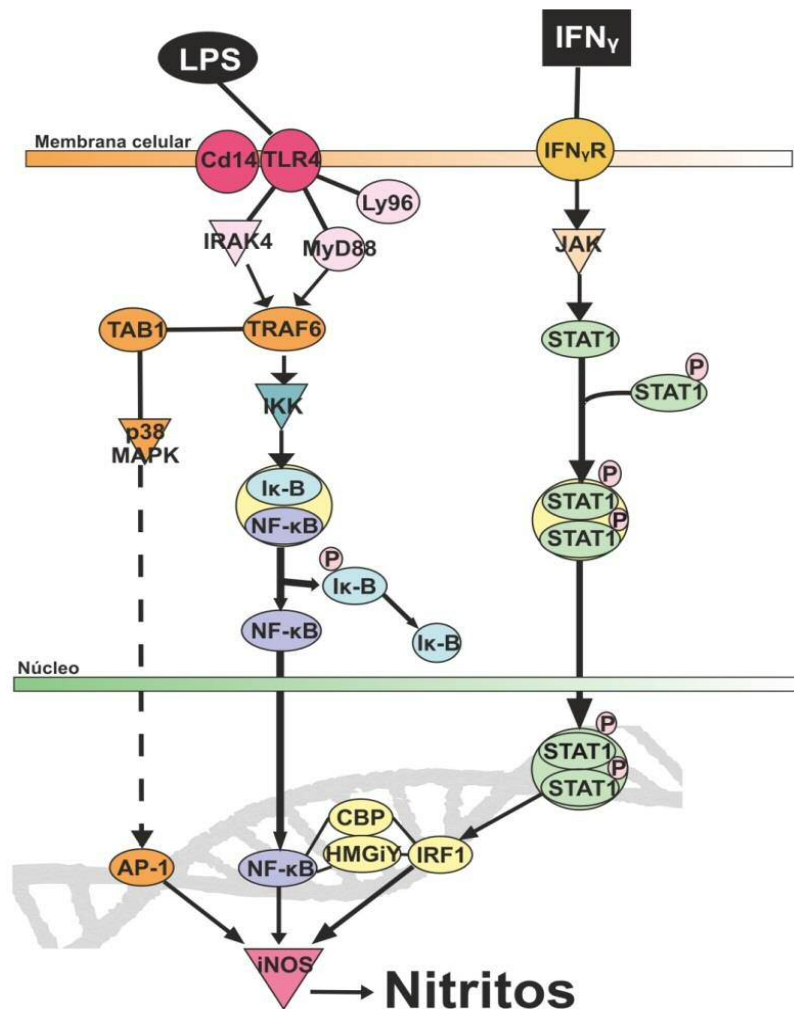 LPS
IFNγ
Membrana celular
Cd14
TLR4
IFNγR
Ly96
IRAK4
MyD88
JAK
TAB1
TRAF6
STAT1
P
STAT1
IKK
p38
MAPK
Iκ-B
NF-κB
P
STAT1
P
STAT1
P
Iκ-B
NF-κB
Iκ-B
Núcleo
P
STAT1
P
STAT1
CBP
HMGiY
IRF1
AP-1
NF-κB
iNOS
Nitritos